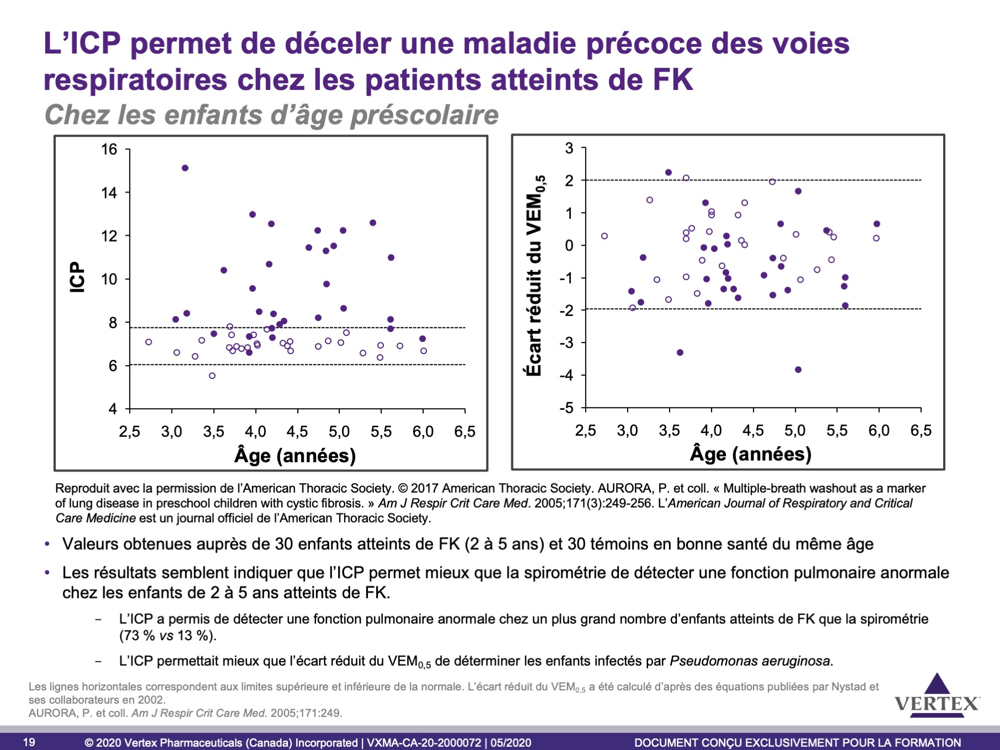 L’ICP permet de déceler une maladie précoce des voies
respiratoires chez les patients atteints de FK
Chez les enfants d’âge préscolaire
16
14
12
10
8
6
4
ICP
2,5 3,0 3,5 4,0 4,5 5,0 5,5 6,0 6,5
Âge (années)
3
2
1
0
-1
-2
-3
-4
-5
Écart réduit du VEM0,5
2,5 3,0 3,5 4,0 4,5 5,0 5,5 6,0 6,5
Âge (années)
Reproduit avec la permission de l’American Thoracic Society. © 2017 American Thoracic Society. AURORA, P. et coll. « Multiple-breath washout as a marker
of lung disease in preschool children with cystic fibrosis. » Am J Respir Crit Care Med. 2005;171(3):249-256. L’American Journal of Respiratory and Critical
Care Medicine est un journal officiel de l’American Thoracic Society.
• Valeurs obtenues auprès de 30 enfants atteints de FK (2 à 5 ans) et 30 témoins en bonne santé du même âge
• Les résultats semblent indiquer que l’ICP permet mieux que la spirométrie de détecter une fonction pulmonaire anormale
chez les enfants de 2 à 5 ans atteints de FK.
– L’ICP a permis de détecter une fonction pulmonaire anormale chez un plus grand nombre d’enfants atteints de FK que la spirométrie
(73 % vs 13 %).
– L’ICP permettait mieux que l’écart réduit du VEM0,5 de déterminer les enfants infectés par Pseudomonas aeruginosa.
Les lignes horizontales correspondent aux limites supérieure et inférieure de la normale. L’écart réduit du VEM0,5 a été calculé d’après des équations publiées par Nystad et
ses collaborateurs en 2002.
AURORA, P. et coll. Am J Respir Crit Care Med. 2005;171:249.
VERTEX
19 © 2020 Vertex Pharmaceuticals (Canada) Incorporated | VXMA-CA-20-2000072 | 05/2020 DOCUMENT CONÇU EXCLUSIVEMENT POUR LA FORMATION